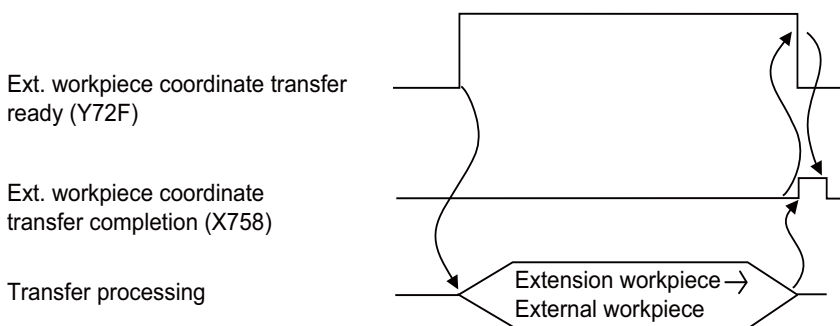 Ext. workpiece coordinate transfer
ready (Y72F)
Ext. workpiece coordinate
transfer completion (X758)
Transfer processing
Extension workpiece→
External workpiece